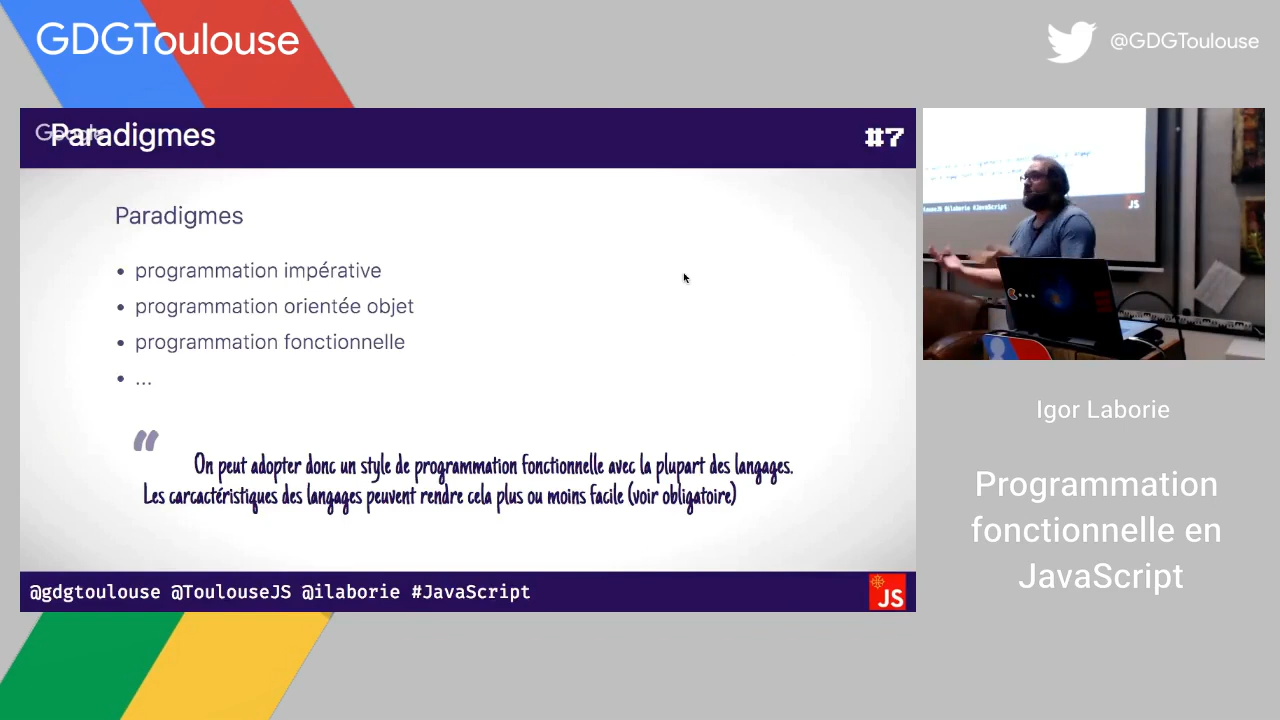 GDGToulouse
@GDGToulouse
Google
Paradigmes
#7
Paradigmes
• programmation impérative
• programmation orientée objet
• programmation fonctionnelle
• ...
“ On peut adopter donc un style de programmation fonctionnelle avec la plupart des langages.
Les carcactéristiques des langages peuvent rendre cela plus ou moins facile (voir obligatoire)
@gdgtoulouse @ToulouseJS @ilaborie #JavaScript
JS
JS
Igor Laborie
Programmation
fonctionnelle en
JavaScript